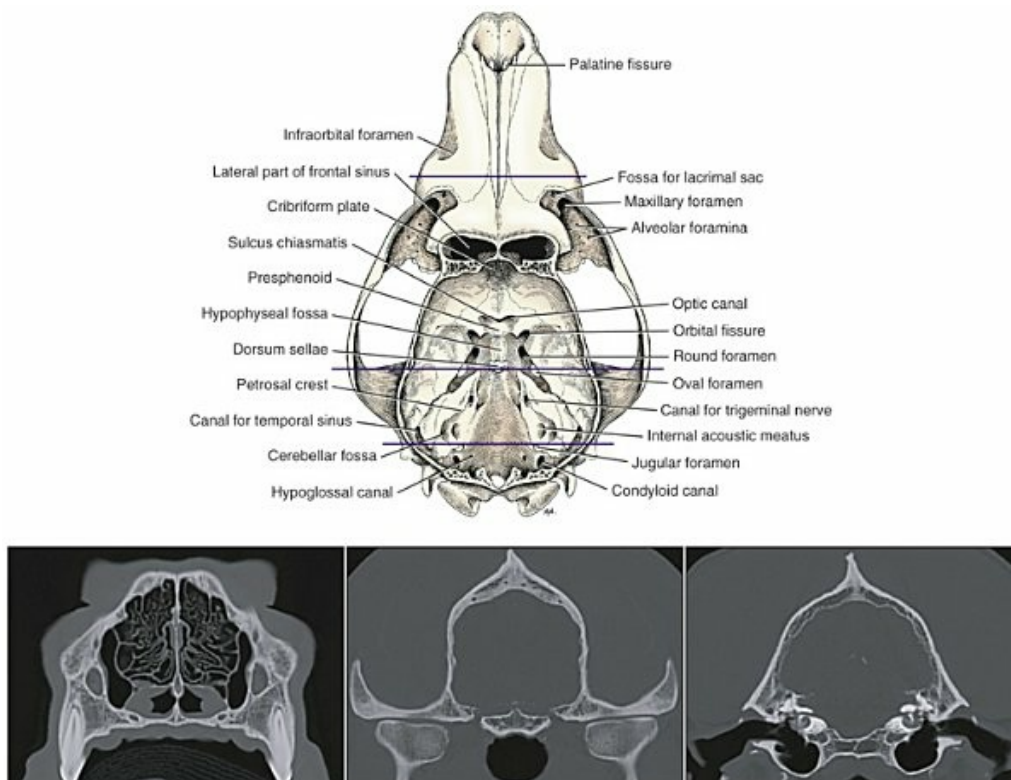 Palatine fissure
Infraorbital foramen
Lateral part of frontal sinus
Cribriform plate
Sulcus chiasmatis
Presphenoid
Hypophyseal fossa
Dorsum sellae
Petrosal crest
Canal for temporal sinus
Cerebellar fossa
Hypoglossal canal
Fossa for lacrimal sac
Maxillary foramen
Alveolar foramina
Optic canal
Orbital fissure
Round foramen
Oval foramen
Canal for trigeminal nerve
Internal acoustic meatus
Jugular foramen
Condyloid canal